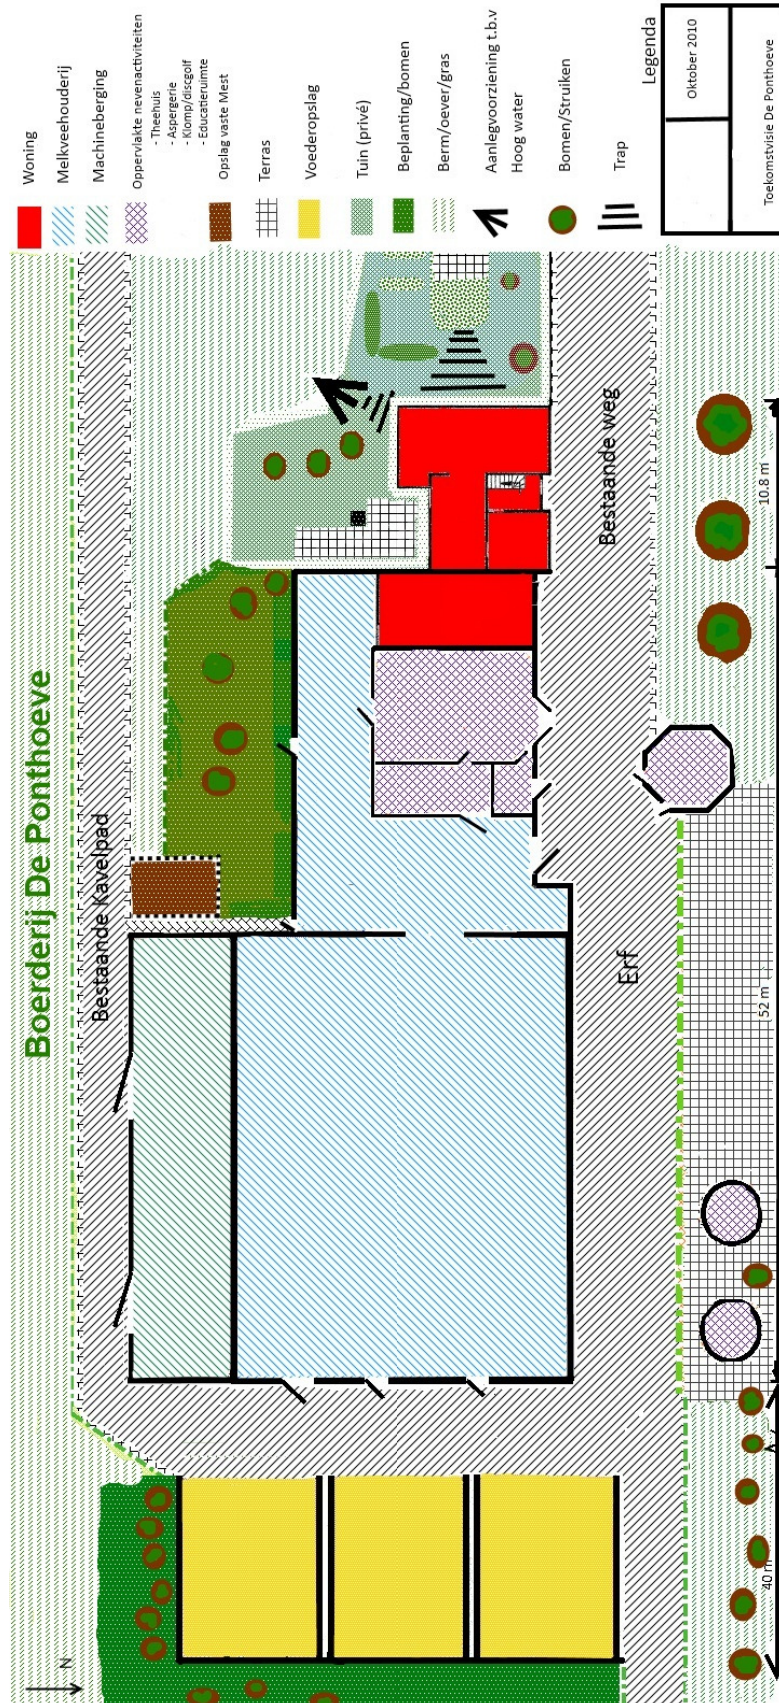 Boerderij De Ponthoeve
Bestaande Kavelpad
Bestaande weg
Erf
N
10.8 m
52 m
40 m
Legenda
Woning
Melkveehouderij
Machineberging
Oppervlakte nevenactiviteiten
- Theehuis
- Aspergerie
- Klomp/discgolf
- Educatieruimte
Opslag vaste Mest
Terras
Voederopslag
Tuin (privé)
Beplanting/bomen
Berm/oever/gras
Aanlegvoorziening t.b.v
Hoog water
Bomen/Struiken
Trap
Oktober 2010
Toekomstvisie De Ponthoeve